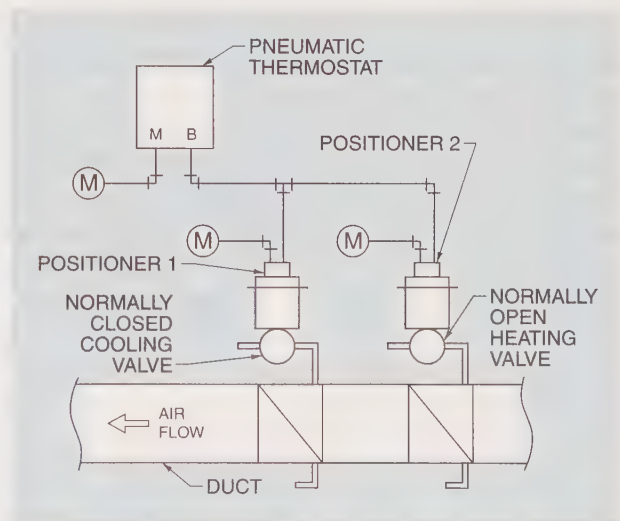 PNEUMATIC
THERMOSTAT
M B
POSITIONER 2
M
M
M
POSITIONER 1
NORMALLY
CLOSED
COOLING
VALVE
NORMALLY
OPEN
HEATING
VALVE
AIR
FLOW
DUCT